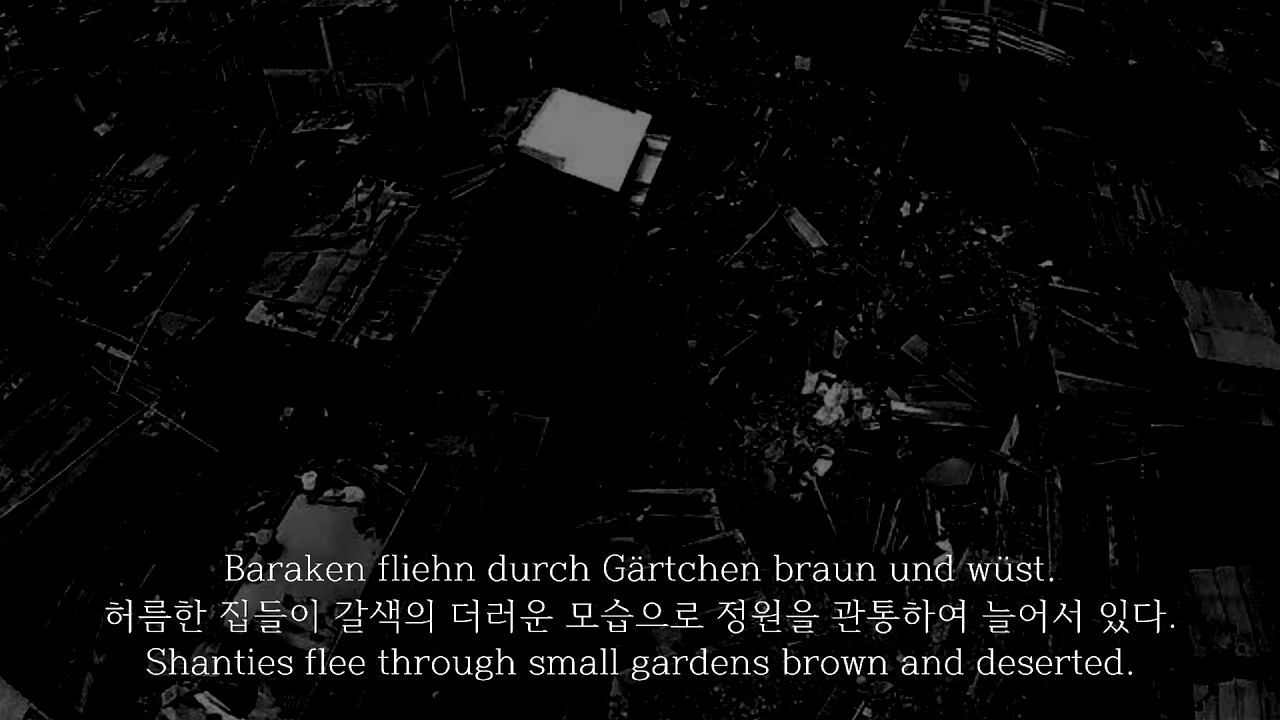 Baraken fliehn durch Gärtchen braun und wüst.
허름한 집들이 갈색의 더러운 모습으로 정원을 관통하여 늘어서 있다.
Shanties flee through small gardens brown and deserted.